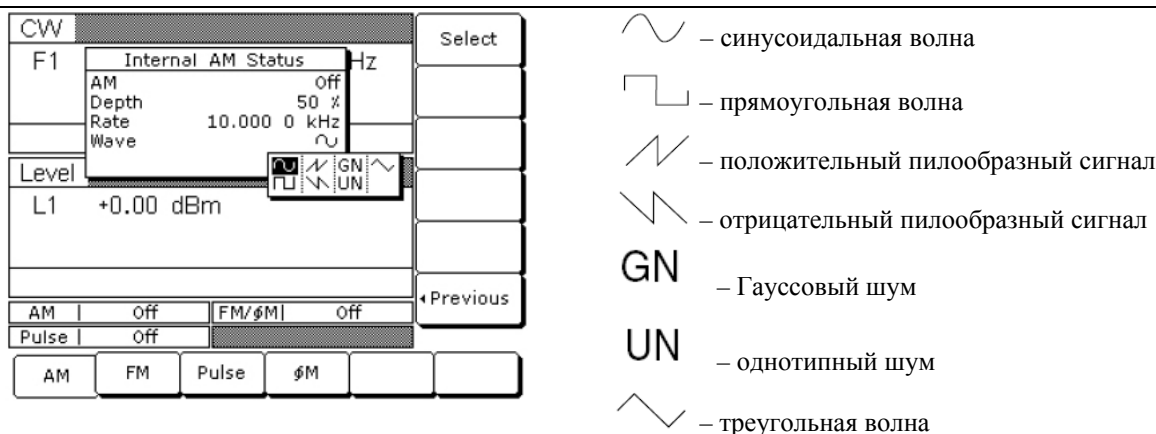 CW
F1
Hz
Internal AM Status
AM Off
Depth 50 %
Rate 10.000 0 kHz
Wave
GN
UN
Level
L1 +0.00 dBm
AM Off FM/ϕM Off
Pulse Off
Select
Previous
AM FM Pulse ϕM
– синусоидальная волна
– прямоугольная волна
– положительный пилообразный сигнал
– отрицательный пилообразный сигнал
GN – Гауссовый шум
UN – однотипный шум
– треугольная волна